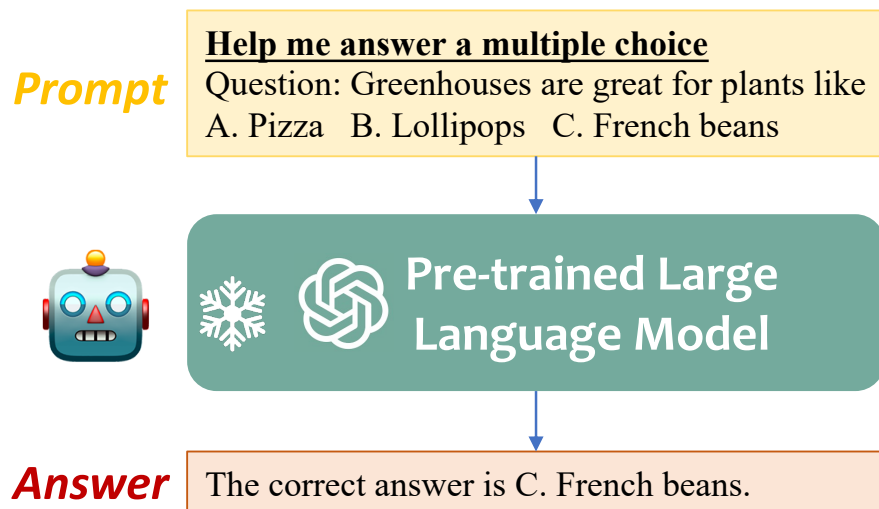 Prompt
Help me answer a multiple choice
Question: Greenhouses are great for plants like
A. Pizza B. Lollipops C. French beans
Pre-trained Large
Language Model
Answer
The correct answer is C. French beans.